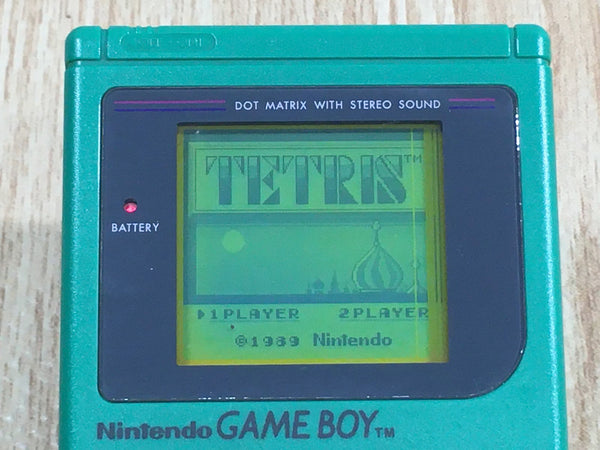 DOT MATRIX WITH STEREO SOUND
TETRIS™
BATTERY
▶1PLAYER 2PLAYER
©1989 Nintendo
Nintendo GAME BOY™